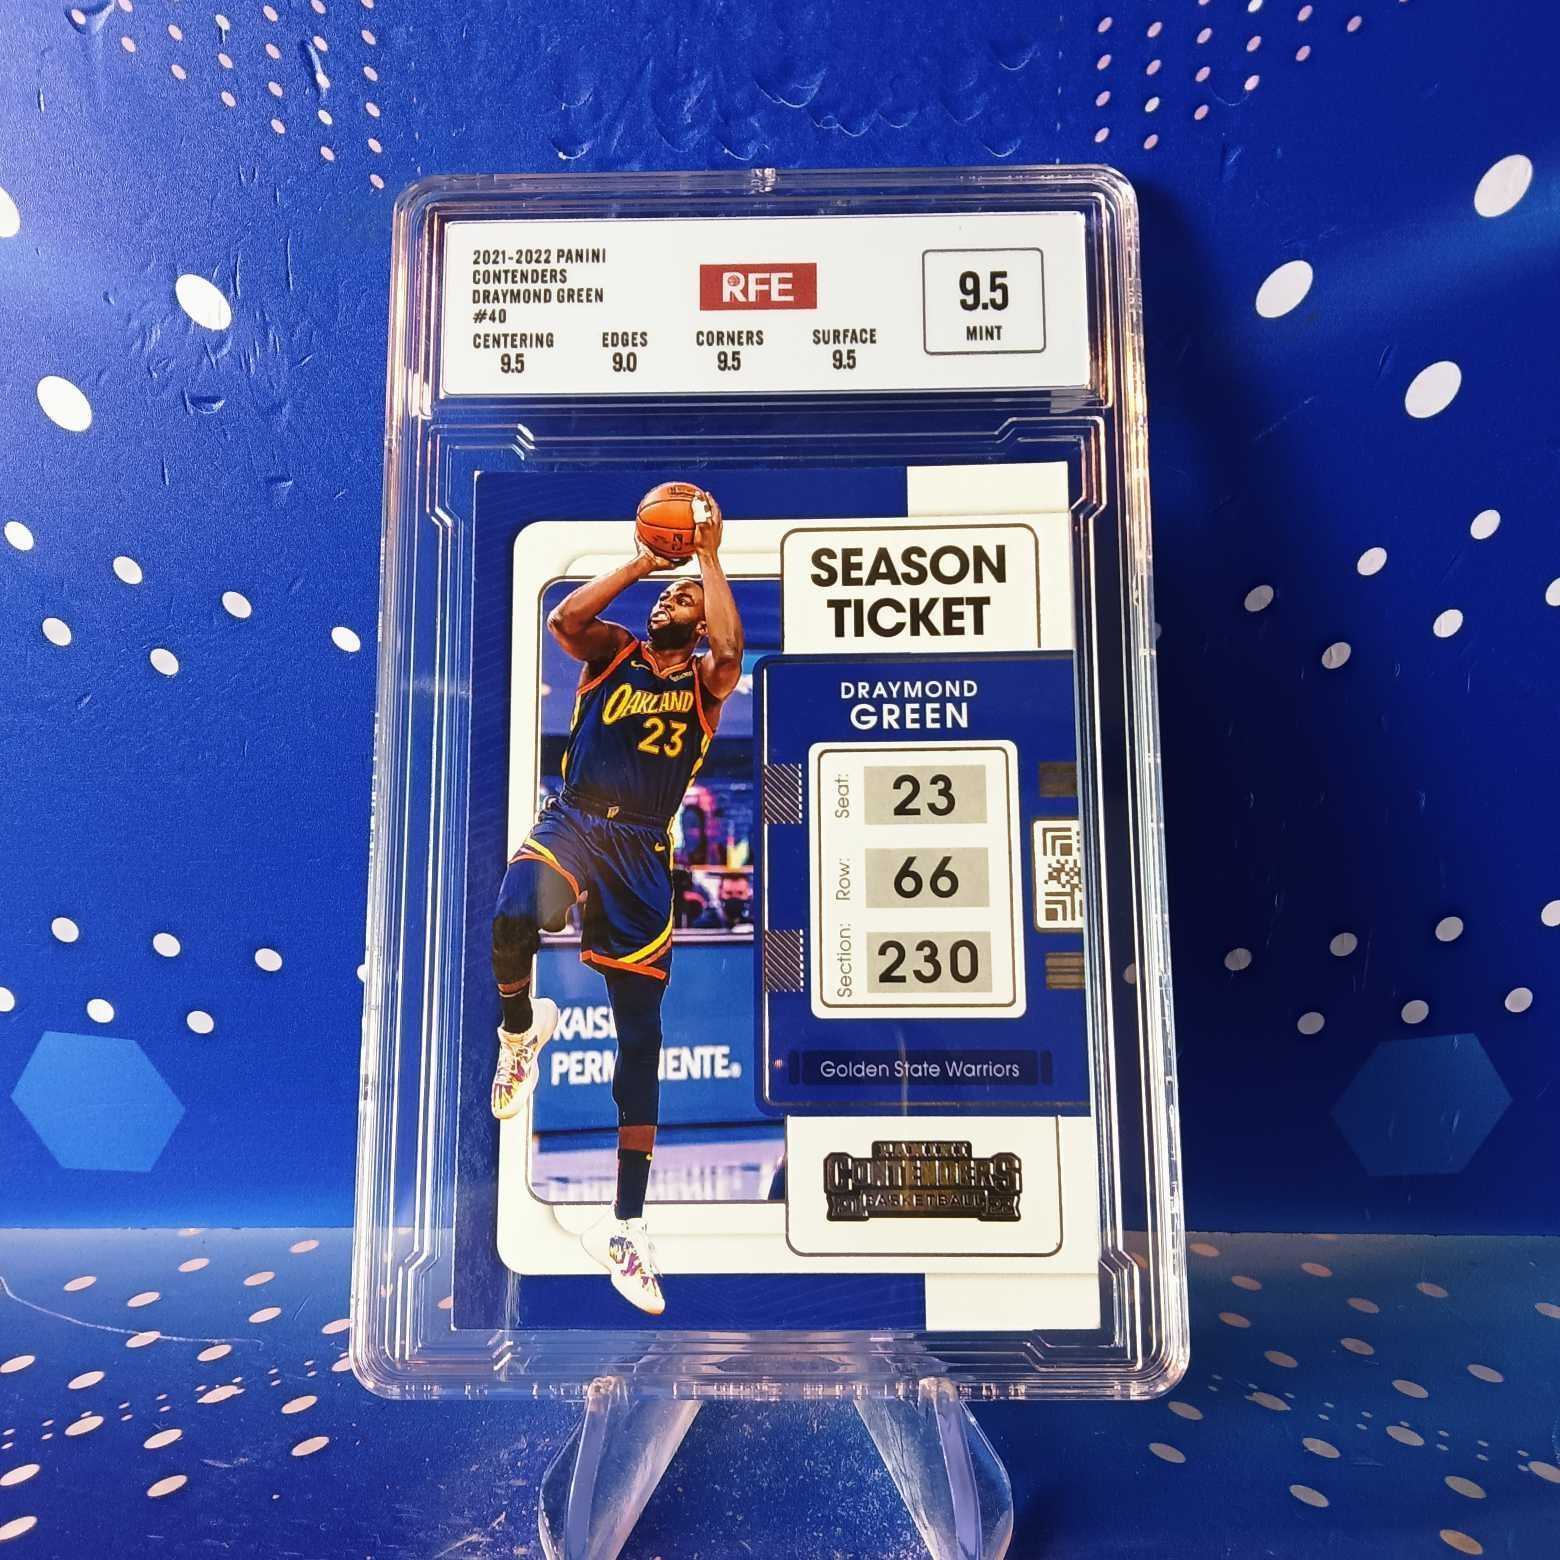 2021-2022 PANINI
CONTENDERS
DRAYMOND GREEN
#40
RFE
CENTERING EDGES CORNERS SURFACE
9.5 9.0 9.5 9.5
9.5
MINT
SEASON
TICKET
OAKLAND
23
DRAYMOND
GREEN
Seat: 23
Row: 66
Section: 230
Golden State Warriors
PANINI
CONTENDERS
BASKETBALL